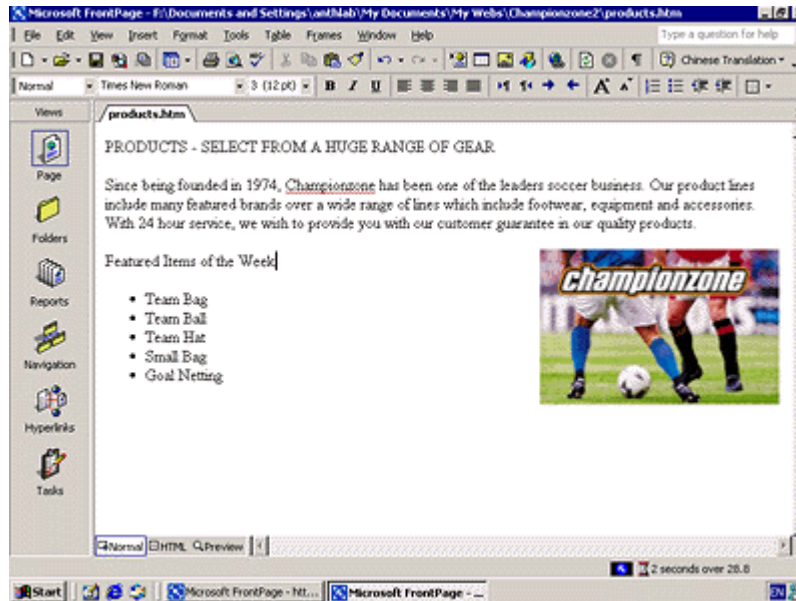 Microsoft FrontPage - F:\Documents and Settings\anthlab\My Documents\My Webs\Championzone2\products.htm
File Edit View Insert Format Tools Table Frames Window Help Type a question for help
Chinese Translation
Normal Times New Roman 3 (12 pt) B I U A A
Views products.htm
Page
Folders
Reports
Navigation
Hyperlinks
Tasks
PRODUCTS - SELECT FROM A HUGE RANGE OF GEAR
Since being founded in 1974, Championzone has been one of the leaders soccer business. Our product lines
include many featured brands over a wide range of lines which include footwear, equipment and accessories.
With 24 hour service, we wish to provide you with our customer guarantee in our quality products.
Featured Items of the Week
• Team Bag
• Team Ball
• Team Hat
• Small Bag
• Goal Netting
championzone
Normal HTML Preview
2 seconds over 28.8
Start Microsoft FrontPage - htt... Microsoft FrontPage - ... EN